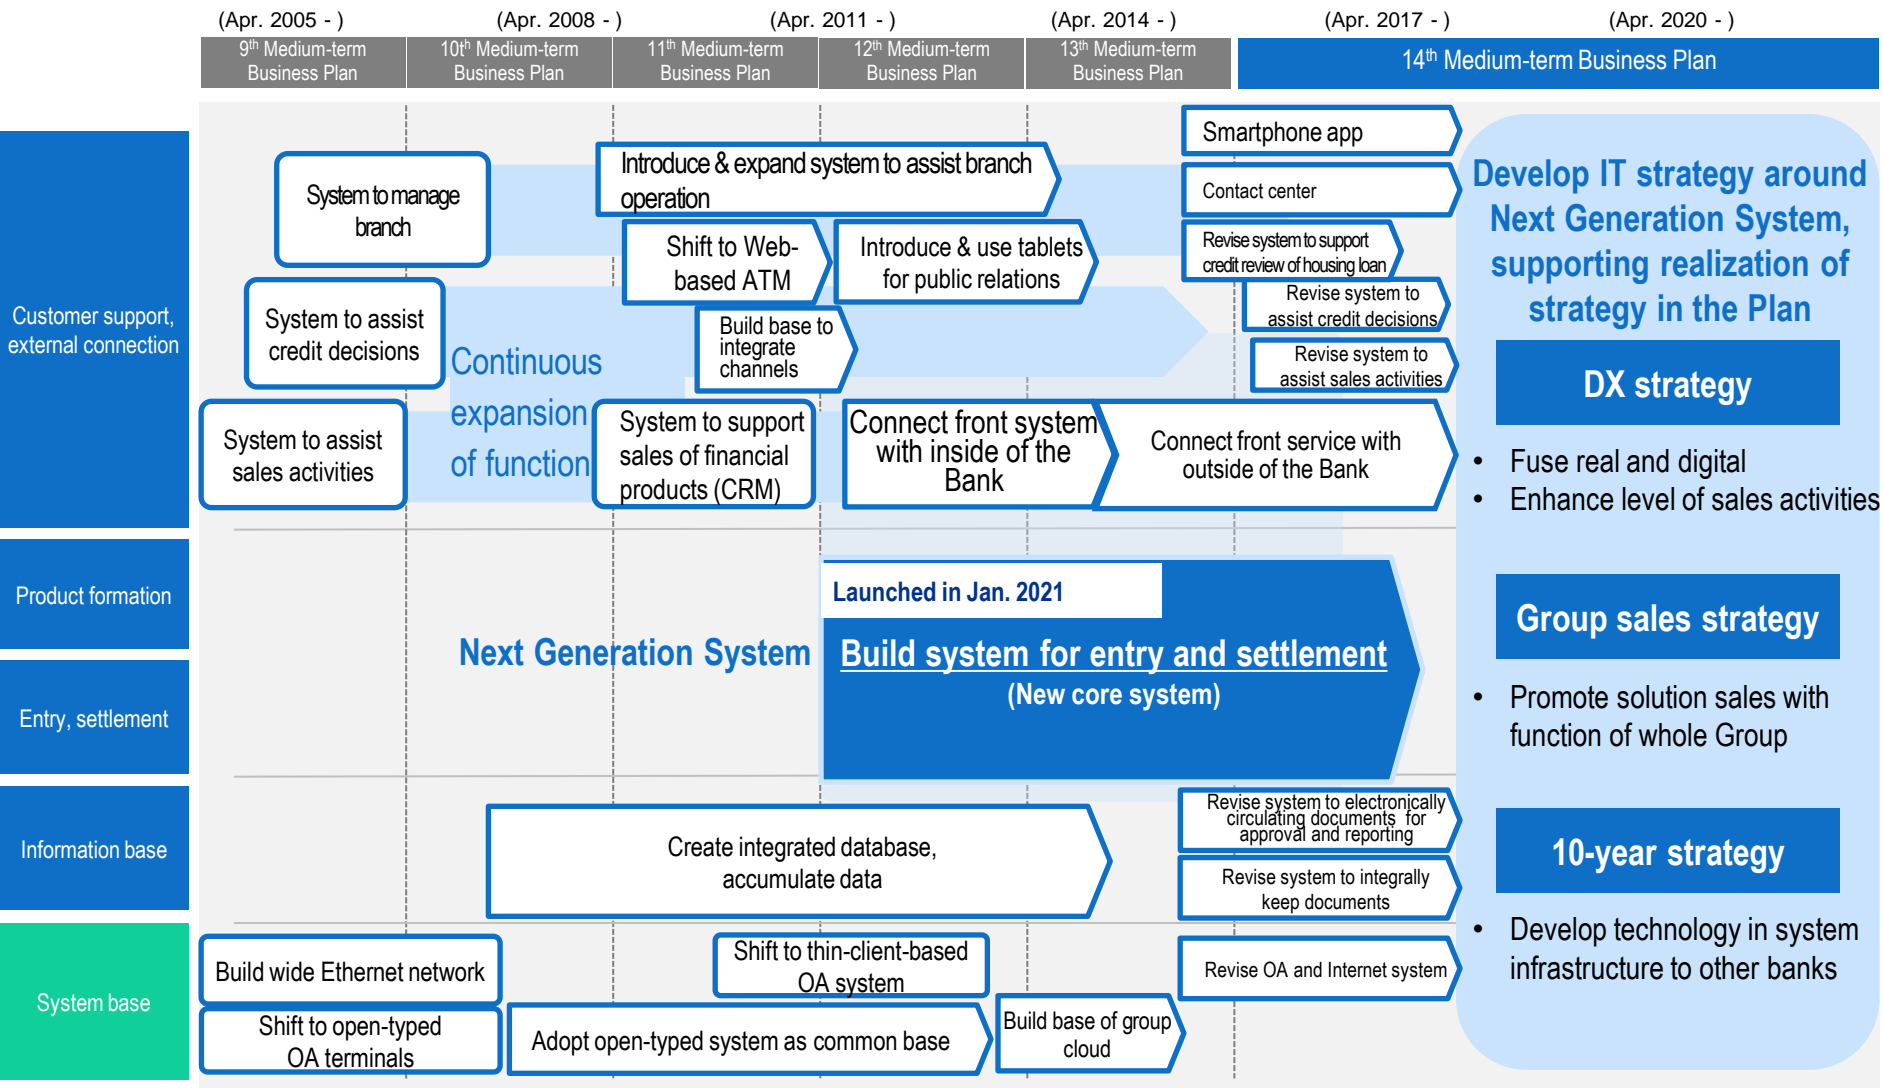 (Apr. 2005 - )
(Apr. 2008 - )
(Apr. 2011 - )
(Apr. 2014 - )
(Apr. 2017 - )
(Apr. 2020 - )
9th Medium-term
Business Plan
10th Medium-term
Business Plan
11th Medium-term
Business Plan
12th Medium-term
Business Plan
13th Medium-term
Business Plan
14th Medium-term Business Plan
Customer support,
external connection
System to manage
branch
System to assist
credit decisions
System to assist
sales activities
Continuous
expansion
of function
Introduce & expand system to assist branch
operation
Shift to Web-
based ATM
Introduce & use tablets
for public relations
Build base to
integrate
channels
System to support
sales of financial
products (CRM)
Connect front system
with inside of the
Bank
Connect front service with
outside of the Bank
Smartphone app
Contact center
Revise system to support
credit review of housing loan
Revise system to
assist credit decisions
Revise system to
assist sales activities
Product formation
Entry, settlement
Next Generation System
Launched in Jan. 2021
Build system for entry and settlement
(New core system)
Information base
Create integrated database,
accumulate data
Revise system to electronically
circulating documents for
approval and reporting
Revise system to integrally
keep documents
System base
Build wide Ethernet network
Shift to open-typed
OA terminals
Shift to thin-client-based
OA system
Adopt open-typed system as common base
Build base of group
cloud
Revise OA and Internet system
Develop IT strategy around
Next Generation System,
supporting realization of
strategy in the Plan
DX strategy
• Fuse real and digital
• Enhance level of sales activities
Group sales strategy
• Promote solution sales with
function of whole Group
10-year strategy
• Develop technology in system
infrastructure to other banks